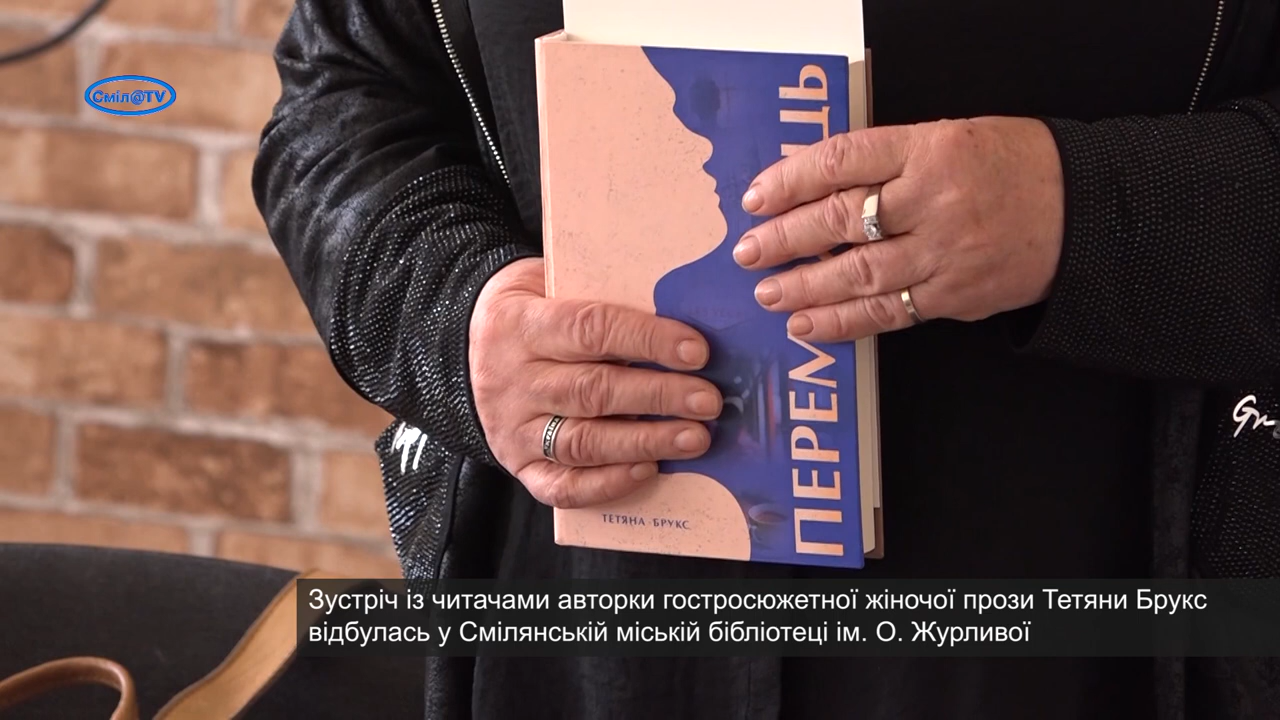 Сміл@TV
ТЕТЯНА БРУКС
Зустріч із читачами авторки гостросюжетної жіночої прози Тетяни Брукс
відбулась у Смілянській міській бібліотеці ім. О. Журливої